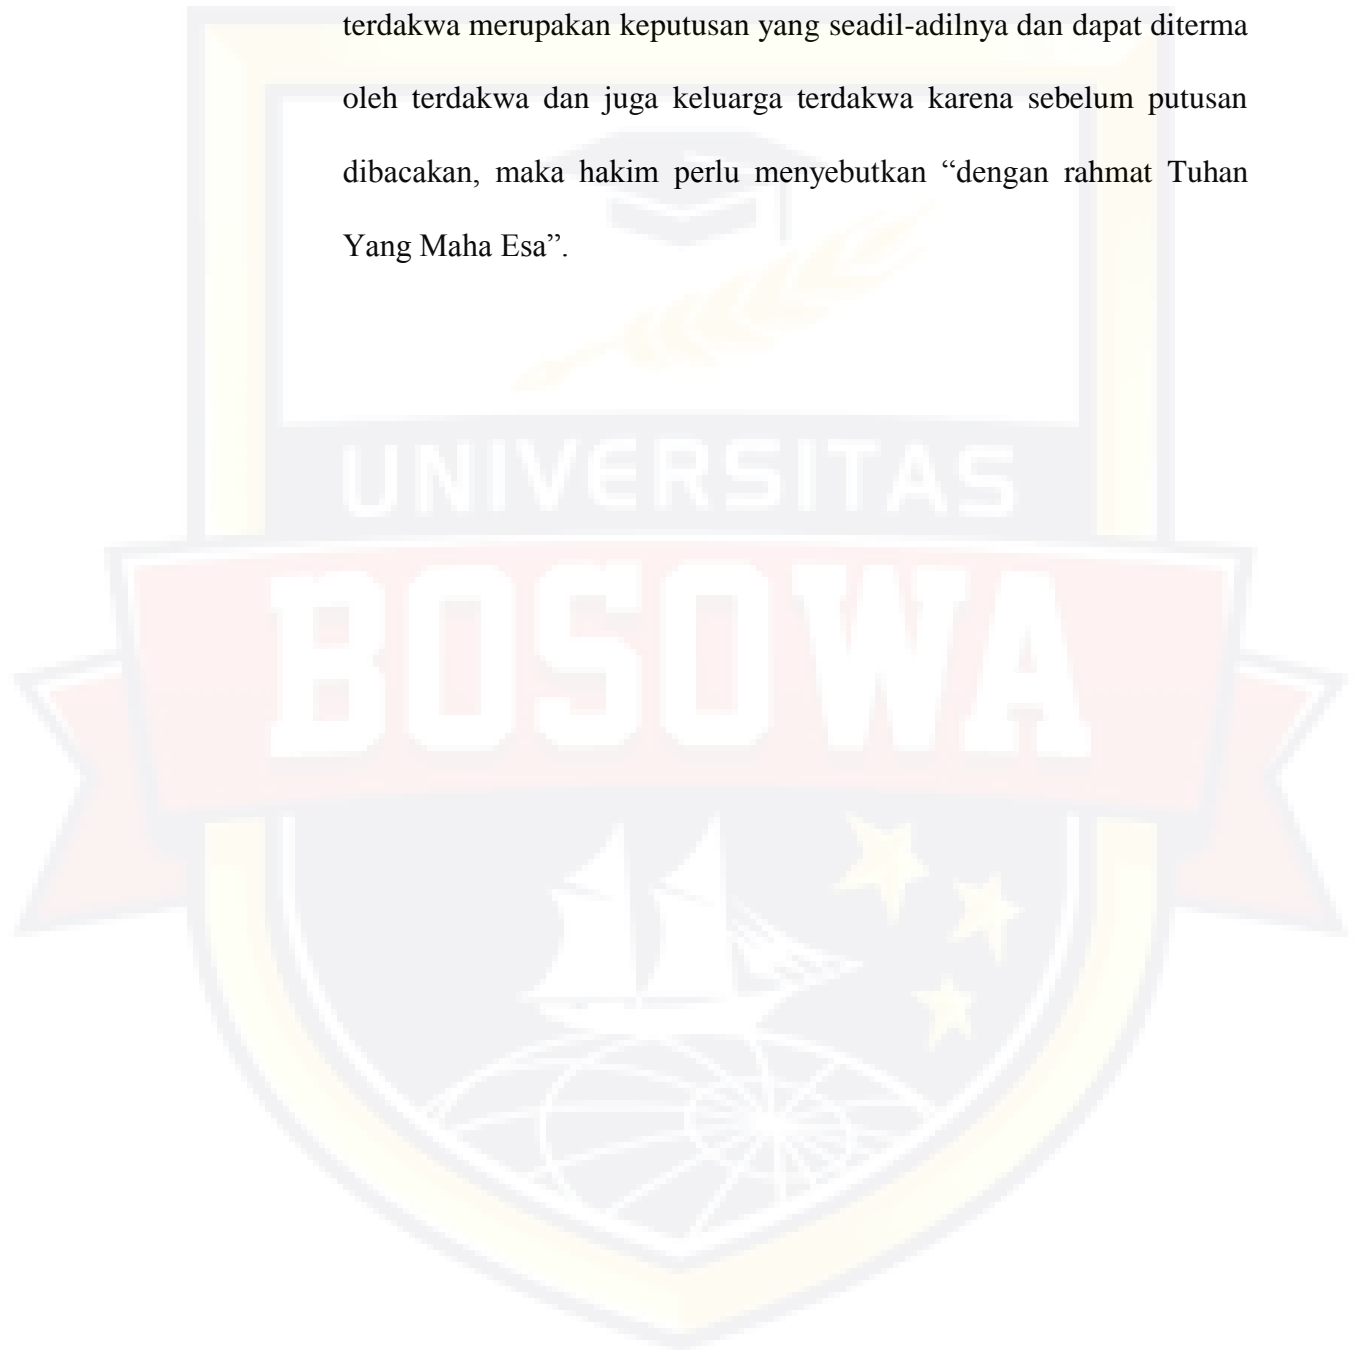 terdakwa merupakan keputusan yang seadil-adilnya dan dapat diterma
oleh terdakwa dan juga keluarga terdakwa karena sebelum putusan
dibacakan, maka hakim perlu menyebutkan “dengan rahmat Tuhan
Yang Maha Esa”.
UNIVERSITAS
BOSOWA